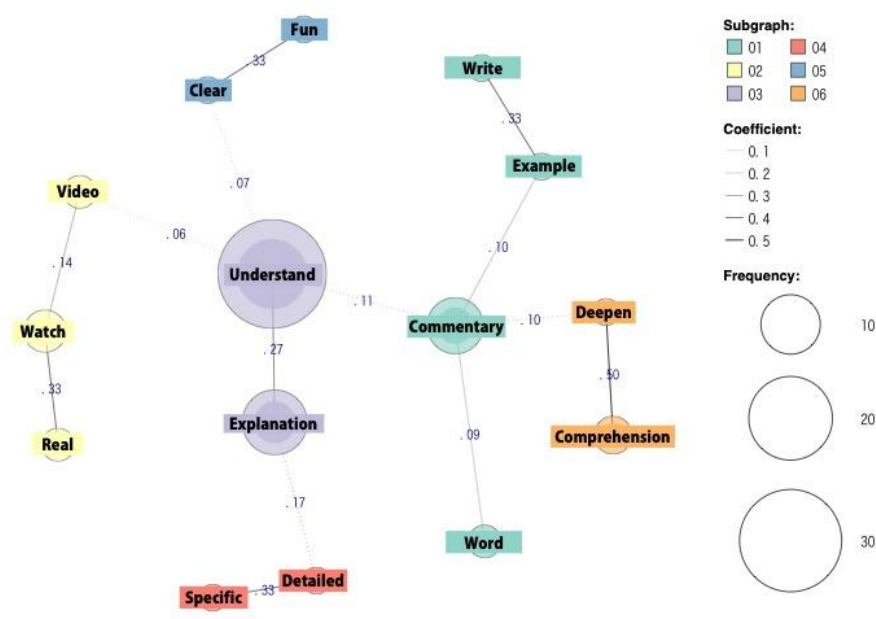 Fun
.33
Clear
.07
Write
.33
Example
.10
Video
.06
.14
Watch
.33
Real
Understand
.11
Commentary
.10
Deepen
.50
Comprehension
.27
Explanation
.09
Word
.17
Detailed
.33
Specific
Subgraph:
01 04
02 05
03 06
Coefficient:
0.1
0.2
0.3
0.4
0.5
Frequency:
10
20
30